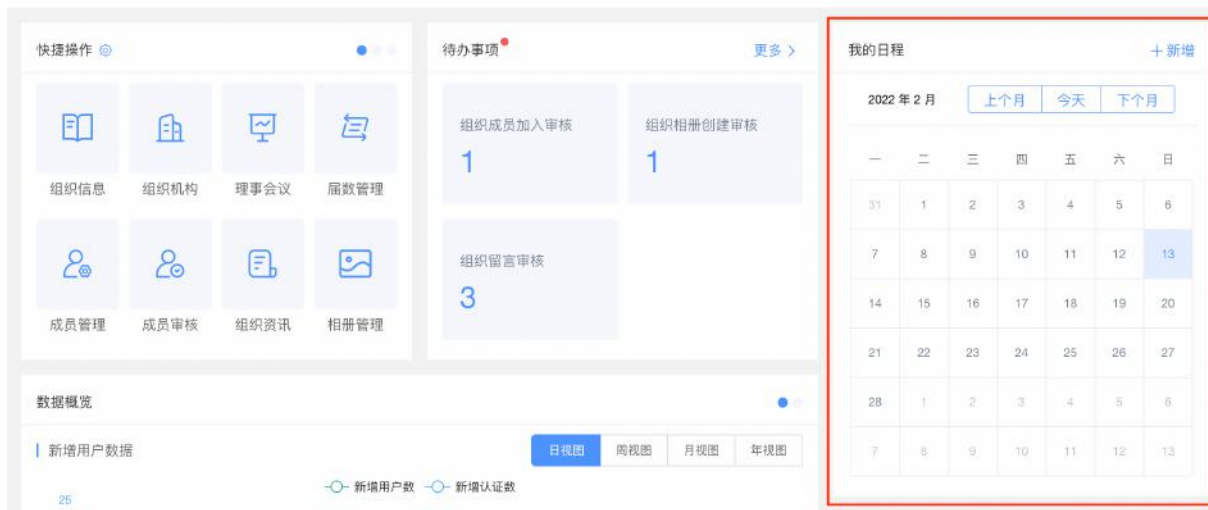 快捷操作
组织信息 组织机构 理事会议 届数管理
成员管理 成员审核 组织资讯 相册管理
待办事项 更多 >
组织成员加入审核 组织相册创建审核
1 1
组织留言审核
3
数据概览
新增用户数据 日视图 周视图 月视图 年视图
新增用户数 新增认证数
25
我的日程 +新增
2022 年 2 月 上个月 今天 下个月
一 二 三 四 五 六 日
31 1 2 3 4 5 6
7 8 9 10 11 12 13
14 15 16 17 18 19 20
21 22 23 24 25 26 27
28 1 2 3 4 5 6
7 8 9 10 11 12 13